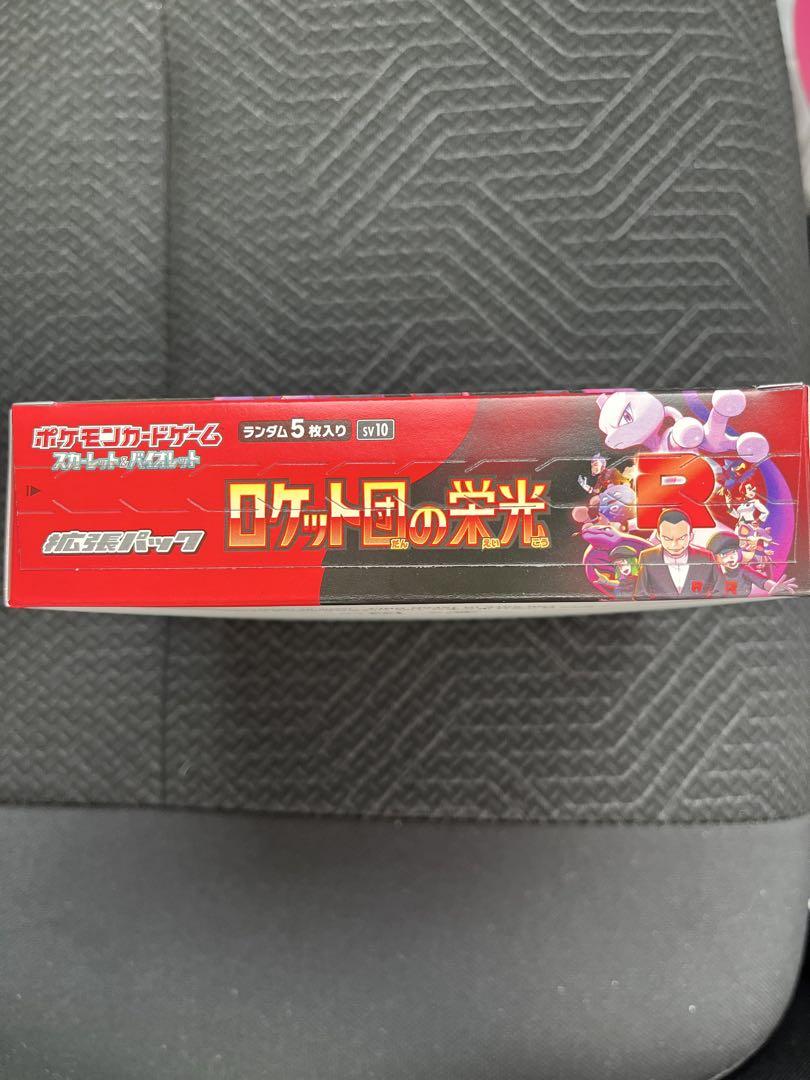 ポケモンカードゲーム
スカーレット&バイオレット
ランダム5枚入り
SV10
拡張パック
ロケット団の栄光
だん えい こう
R
R R